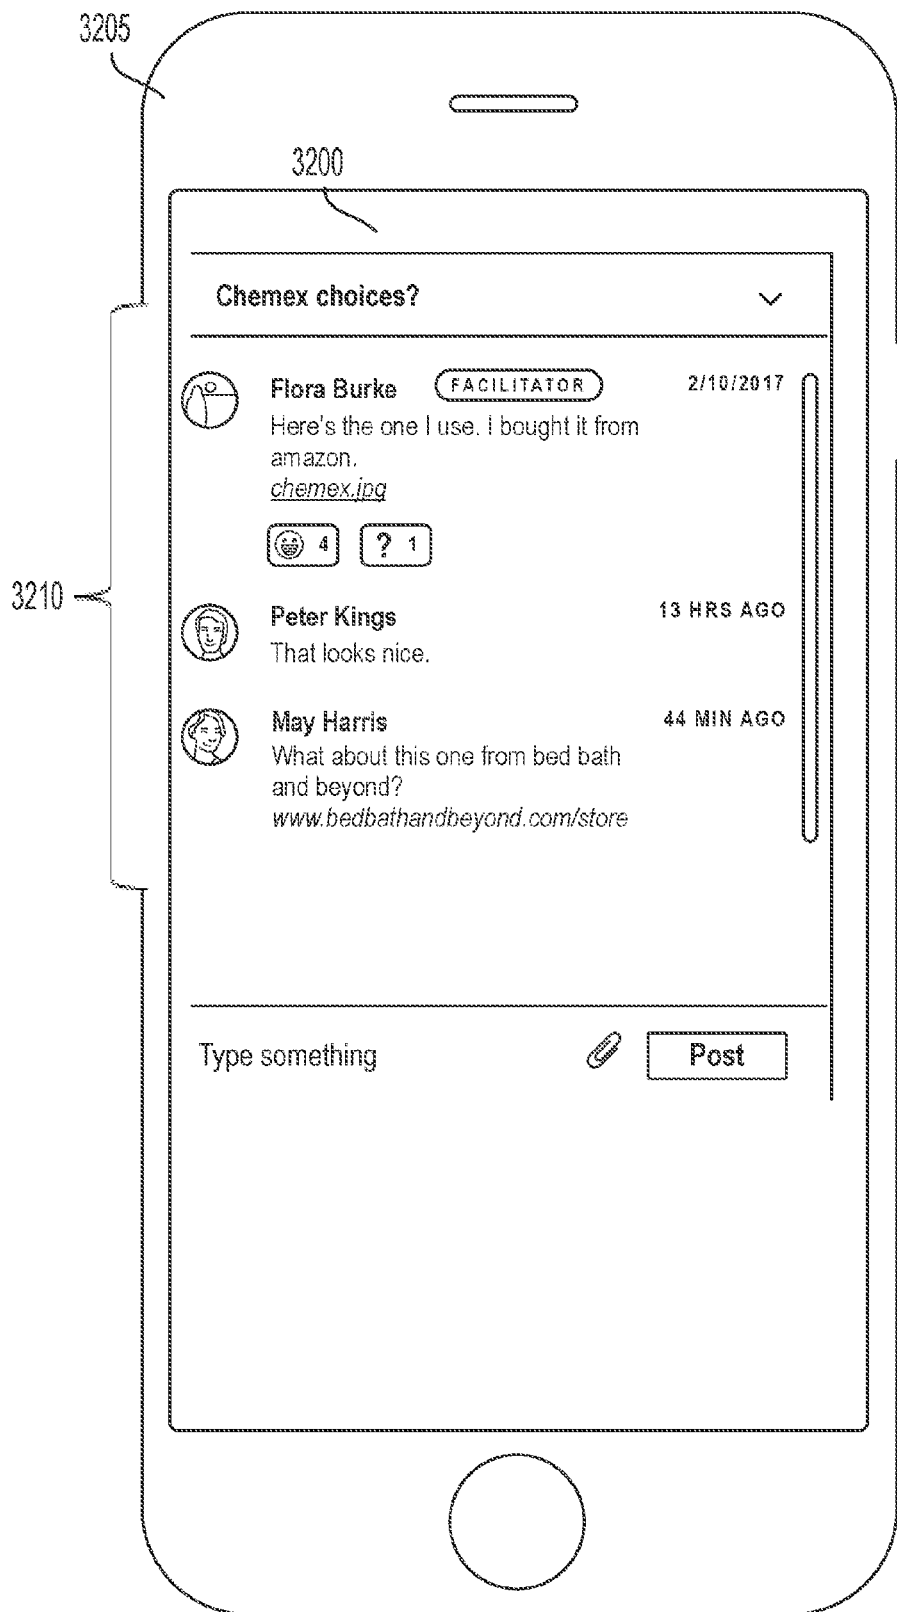 3205
3200
Chemex choices?
Flora Burke FACILITATOR 2/10/2017
Here's the one I use. I bought it from
amazon.
chemex.jpg
4 ? 1
3210
Peter Kings 13 HRS AGO
That looks nice.
May Harris 44 MIN AGO
What about this one from bed bath
and beyond?
www.bedbathandbeyond.com/store
Type something Post